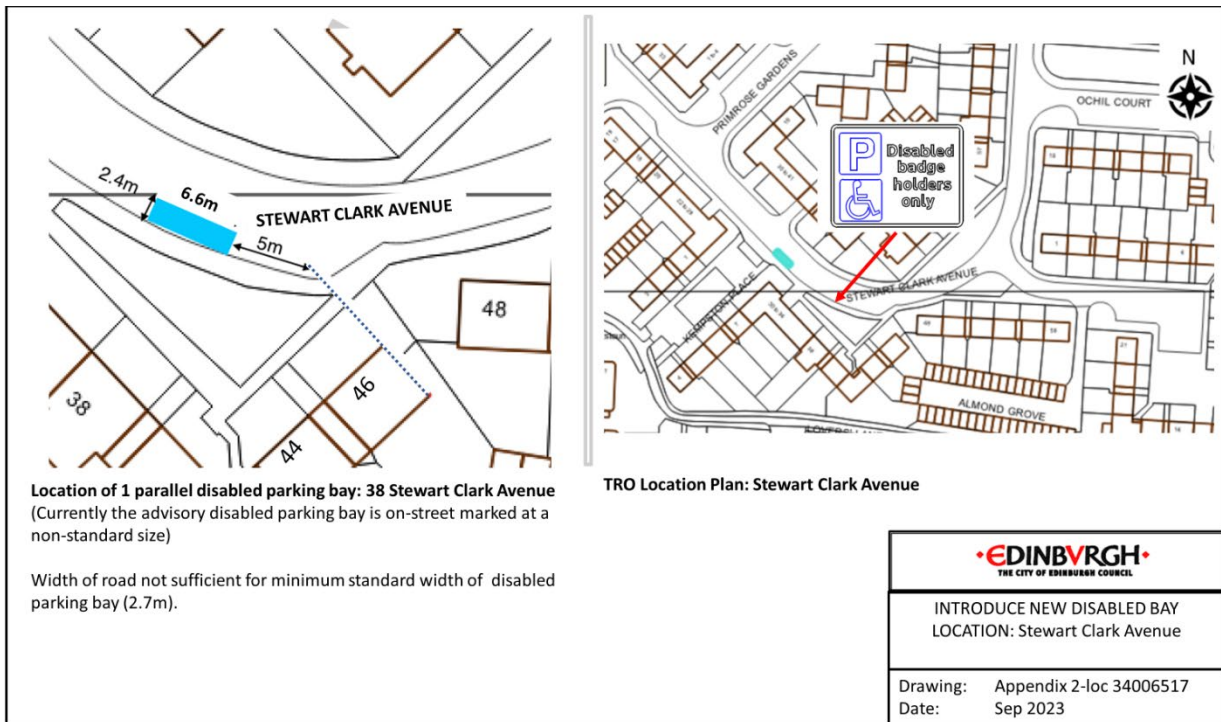 2.4m
6.6m
STEWART CLARK AVENUE
5m
48
46
44
38
Location of 1 parallel disabled parking bay: 38 Stewart Clark Avenue
(Currently the advisory disabled parking bay is on-street marked at a
non-standard size)
Width of road not sufficient for minimum standard width of disabled
parking bay (2.7m).
N
PRIMROSE GARDENS
OCHIL COURT
P
Disabled
badge
holders
only
STEWART CLARK AVENUE
KEMPSTON PLACE
ALMOND GROVE
TRO Location Plan: Stewart Clark Avenue
EDINBVRGH
THE CITY OF EDINBURGH COUNCIL
INTRODUCE NEW DISABLED BAY
LOCATION: Stewart Clark Avenue
Drawing: Appendix 2-loc 34006517
Date: Sep 2023